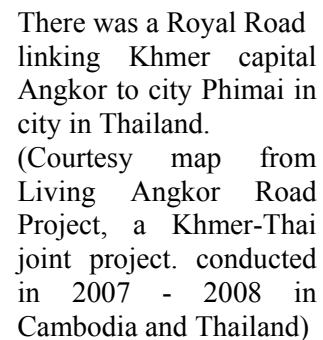 There was a Royal Road
linking Khmer capital
Angkor to city Phimai in
city in Thailand.
(Courtesy map from
Living Angkor Road
Project, a Khmer-Thai
joint project. conducted
in 2007 - 2008 in
Cambodia and Thailand)